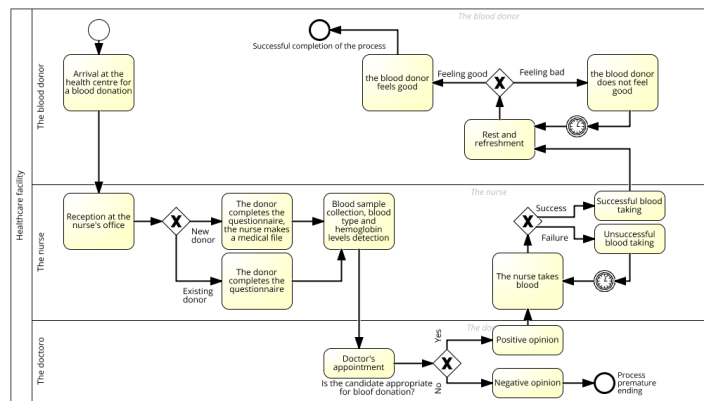 Healthcare facility
The blood donor
The blood donor
Arrival at the
health centre for
a blood donation
Successful completion of the process
the blood donor
feels good
Feeling good
Feeling bad
the blood donor
does not feel
good
Rest and
refreshment
The nurse
The nurse
Reception at the
nurse's office
New
donor
Existing
donor
The donor
completes the
questionnaire,
the nurse makes
a medical file
The donor
completes the
questionnaire
Blood sample
collection, blood
type and
hemoglobin
levels detection
Success
Failure
Successful blood
taking
Unsuccessful
blood taking
The nurse takes
blood
The doctoro
The do
Doctor's
appointment
Is the candidate appropriate
for bloof donation?
Yes
No
Positive opinion
Negative opinion
Process
premature
ending